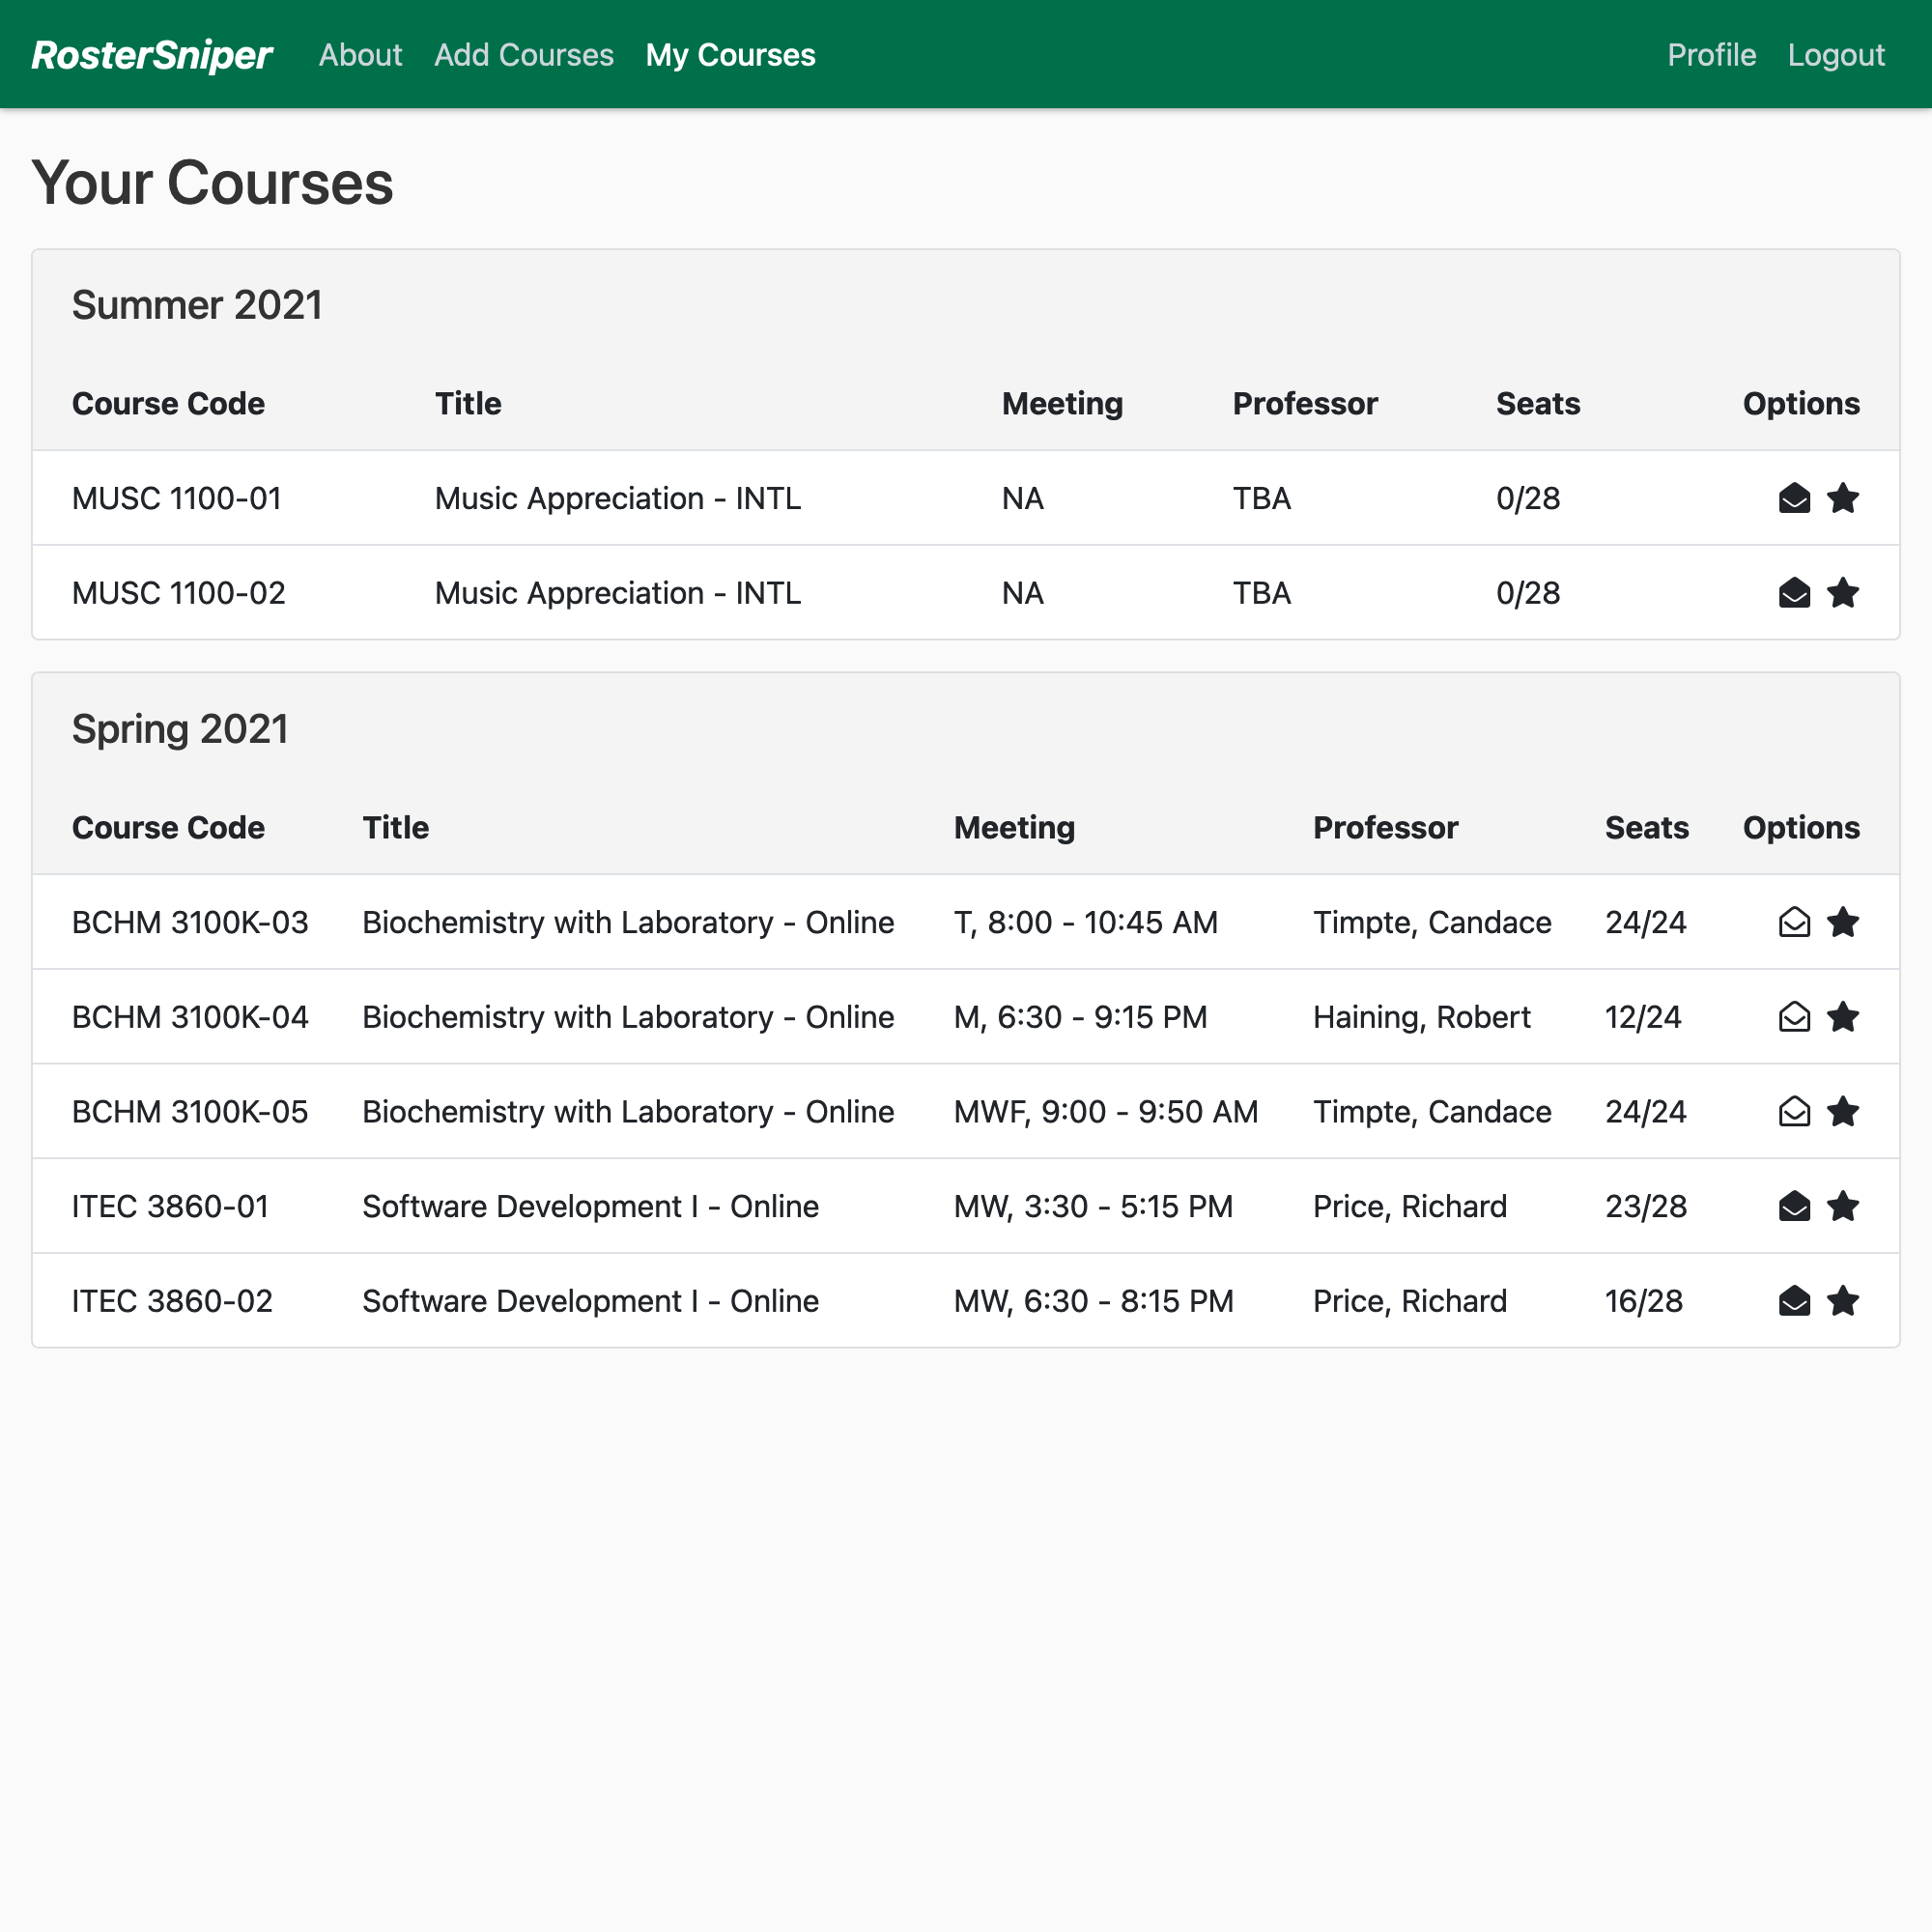 RosterSniper About Add Courses My Courses Profile Logout
Your Courses
Summer 2021
Course Code Title Meeting Professor Seats Options
MUSC 1100-01 Music Appreciation - INTL NA TBA 0/28
MUSC 1100-02 Music Appreciation - INTL NA TBA 0/28
Spring 2021
Course Code Title Meeting Professor Seats Options
BCHM 3100K-03 Biochemistry with Laboratory - Online T, 8:00 - 10:45 AM Timpte, Candace 24/24
BCHM 3100K-04 Biochemistry with Laboratory - Online M, 6:30 - 9:15 PM Haining, Robert 12/24
BCHM 3100K-05 Biochemistry with Laboratory - Online MWF, 9:00 - 9:50 AM Timpte, Candace 24/24
ITEC 3860-01 Software Development I - Online MW, 3:30 - 5:15 PM Price, Richard 23/28
ITEC 3860-02 Software Development I - Online MW, 6:30 - 8:15 PM Price, Richard 16/28